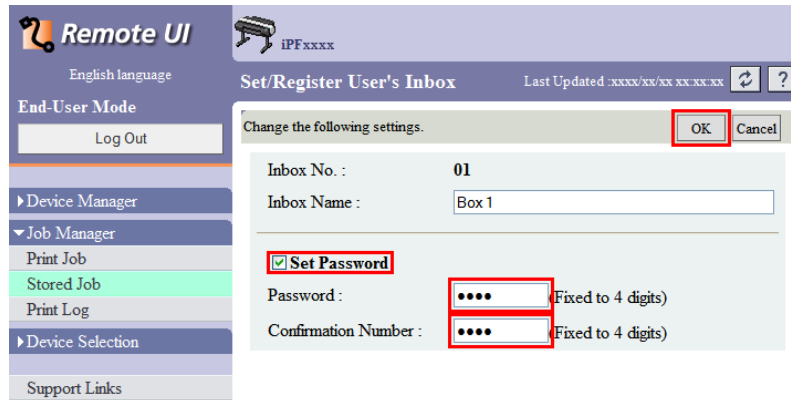 Remote UI
English language
End-User Mode
Log Out
Device Manager
Job Manager
Print Job
Stored Job
Print Log
Device Selection
Support Links
iPFxxxx
Set/Register User's Inbox Last Updated :xxxx/xx/xx xx:xx:xx ?
Change the following settings. OK Cancel
Inbox No. : 01
Inbox Name : Box 1
Set Password
Password : •••• (Fixed to 4 digits)
Confirmation Number : •••• (Fixed to 4 digits)